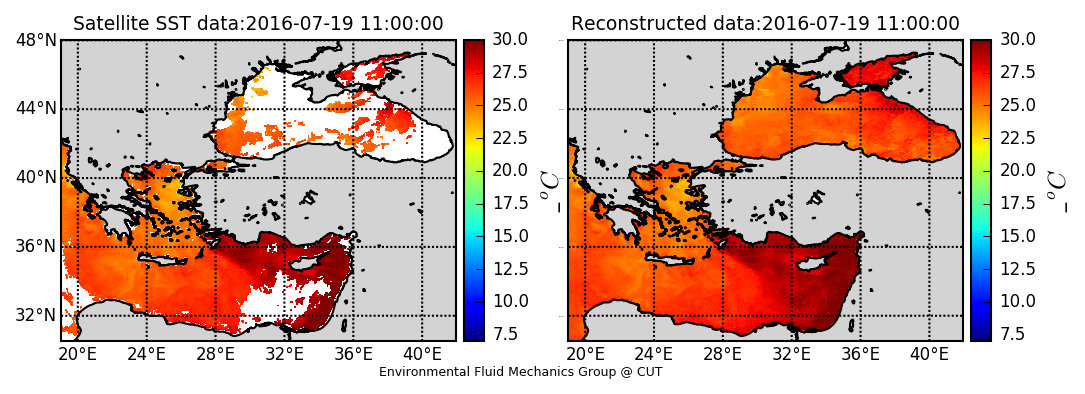 Satellite SST data:2016-07-19 11:00:00
48°N
44°N
40°N
36°N
32°N
20°E 24°E 28°E 32°E 36°E 40°E
30.0
27.5
25.0
22.5
20.0
17.5
15.0
12.5
10.0
7.5
_ °C
Reconstructed data:2016-07-19 11:00:00
20°E 24°E 28°E 32°E 36°E 40°E
30.0
27.5
25.0
22.5
20.0
17.5
15.0
12.5
10.0
7.5
_ °C
Environmental Fluid Mechanics Group @ CUT